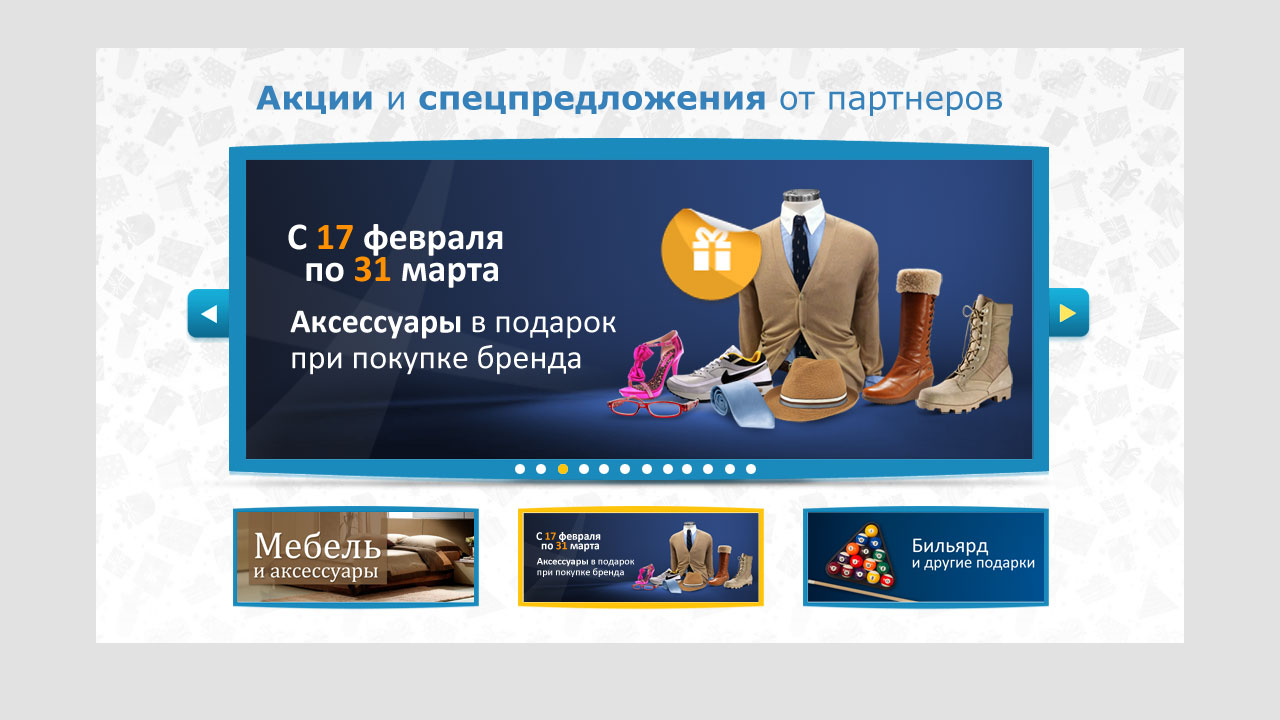 Акции и спецпредложения от партнеров
С 17 февраля
по 31 марта
Аксессуары в подарок
при покупке бренда
Мебель
и аксессуары
С 17 февраля
по 31 марта
Аксессуары в подарок
при покупке бренда
Бильярд
и другие подарки